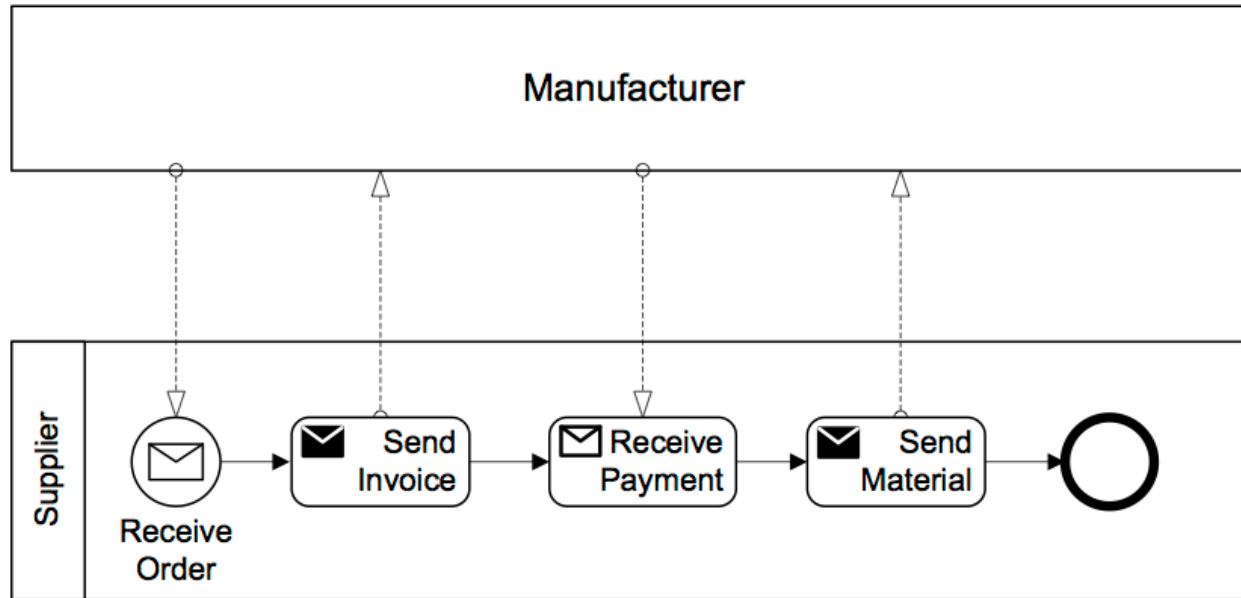 Manufacturer
Supplier
Receive
Order
Send
Invoice
Receive
Payment
Send
Material